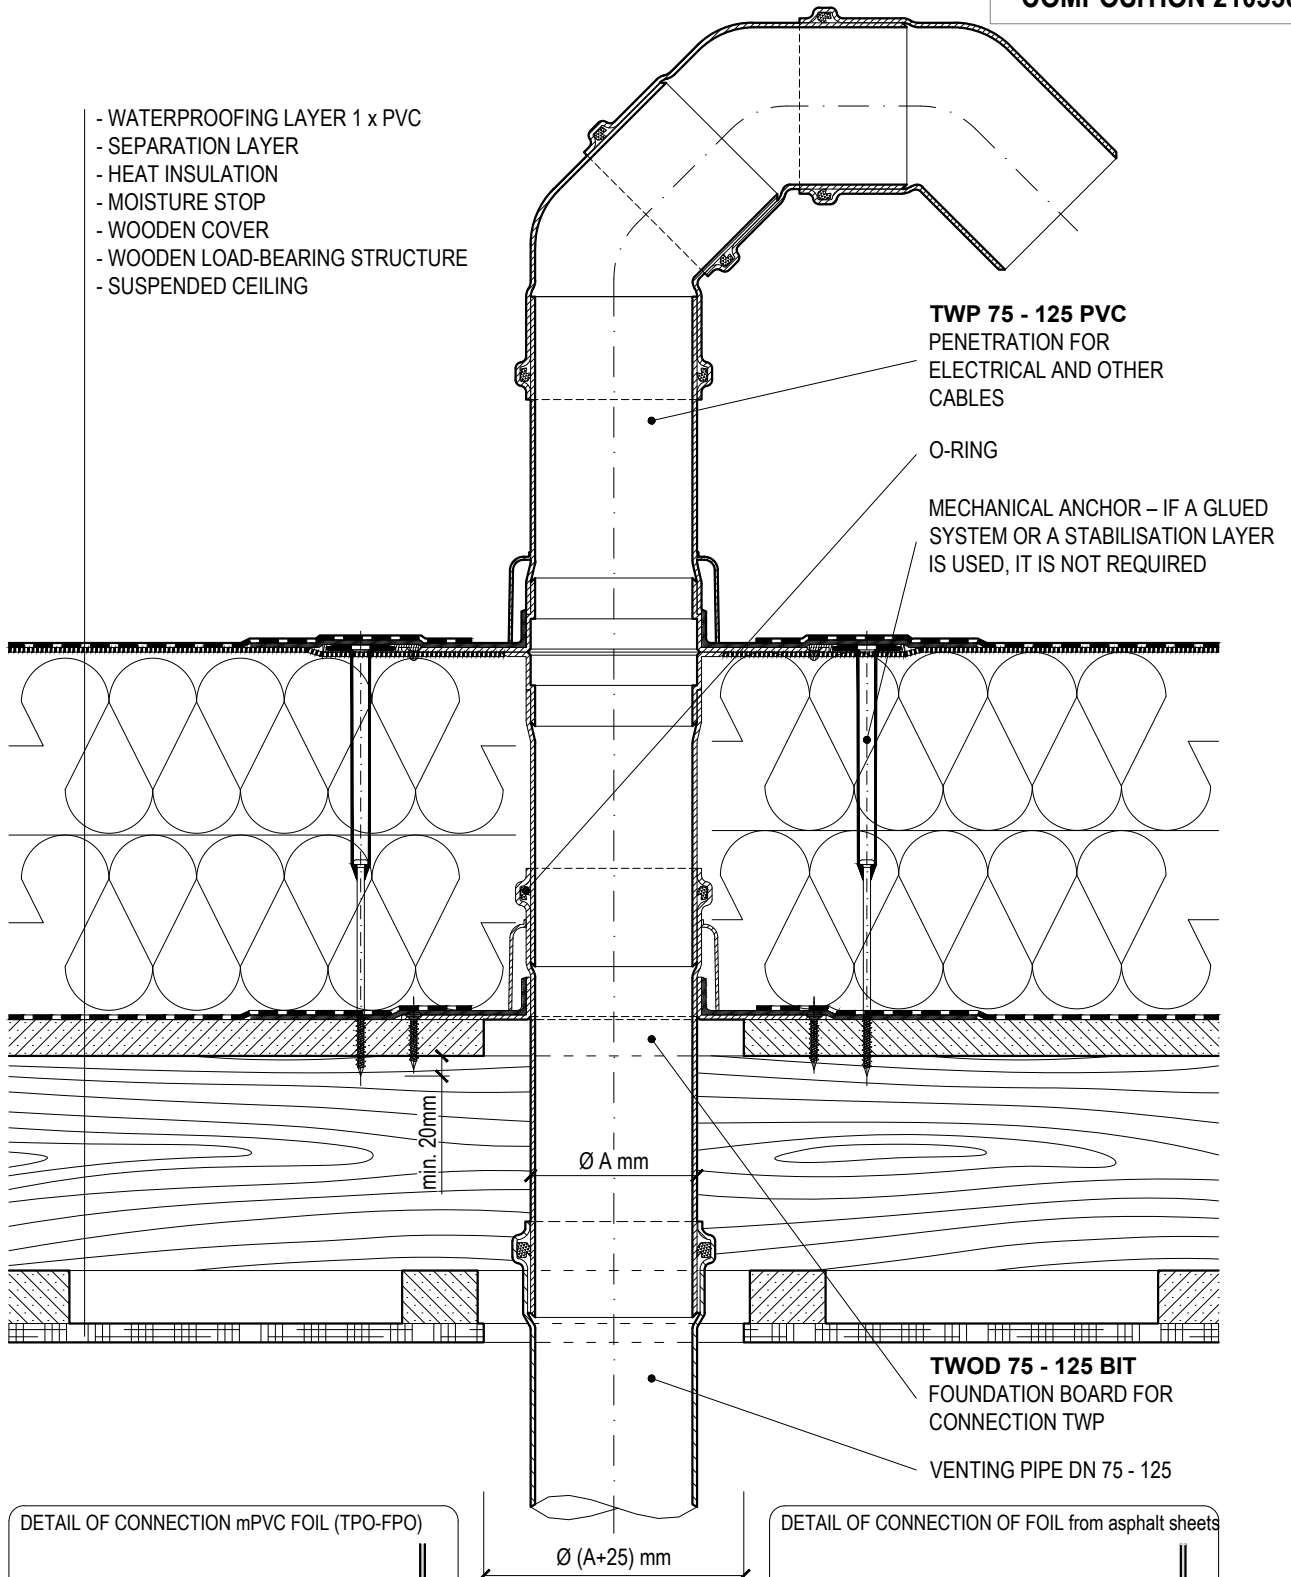 - WATERPROOFING LAYER 1 x PVC
- SEPARATION LAYER
- HEAT INSULATION
- MOISTURE STOP
- WOODEN COVER
- WOODEN LOAD-BEARING STRUCTURE
- SUSPENDED CEILING
TWP 75 - 125 PVC
PENETRATION FOR
ELECTRICAL AND OTHER
CABLES
O-RING
MECHANICAL ANCHOR – IF A GLUED
SYSTEM OR A STABILISATION LAYER
IS USED, IT IS NOT REQUIRED
min. 20mm
Ø A mm
TWOD 75 - 125 BIT
FOUNDATION BOARD FOR
CONNECTION TWP
VENTING PIPE DN 75 - 125
DETAIL OF CONNECTION mPVC FOIL (TPO-FPO)
DETAIL OF CONNECTION OF FOIL from asphalt sheets
Ø (A+25) mm